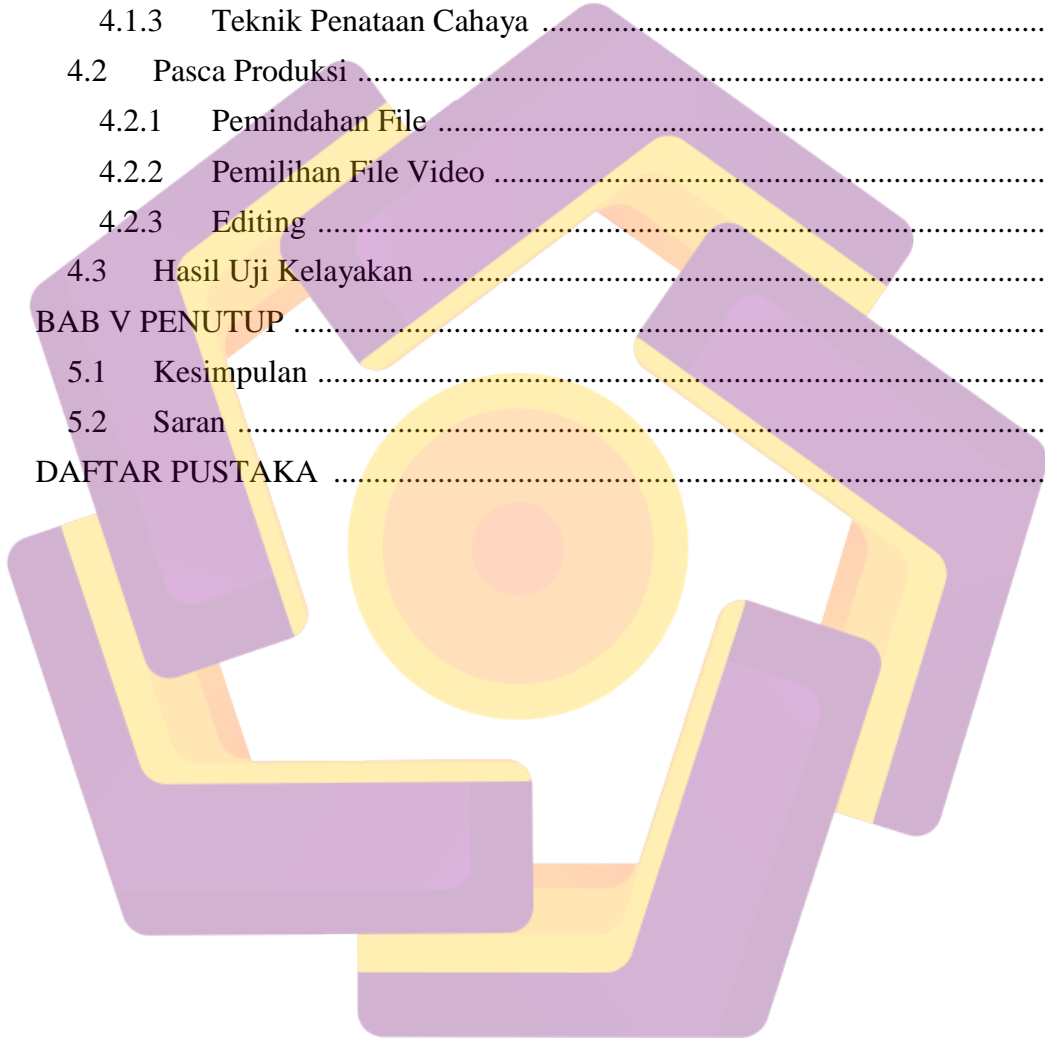 4.1.3 Teknik Penataan Cahaya ................................................................
4.2 Pasca Produksi ................................................................
4.2.1 Pemindahan File ................................................................
4.2.2 Pemilihan File Video ................................................................
4.2.3 Editing ................................................................
4.3 Hasil Uji Kelayakan ................................................................
BAB V PENUTUP ................................................................
5.1 Kesimpulan ................................................................
5.2 Saran ................................................................
DAFTAR PUSTAKA ................................................................